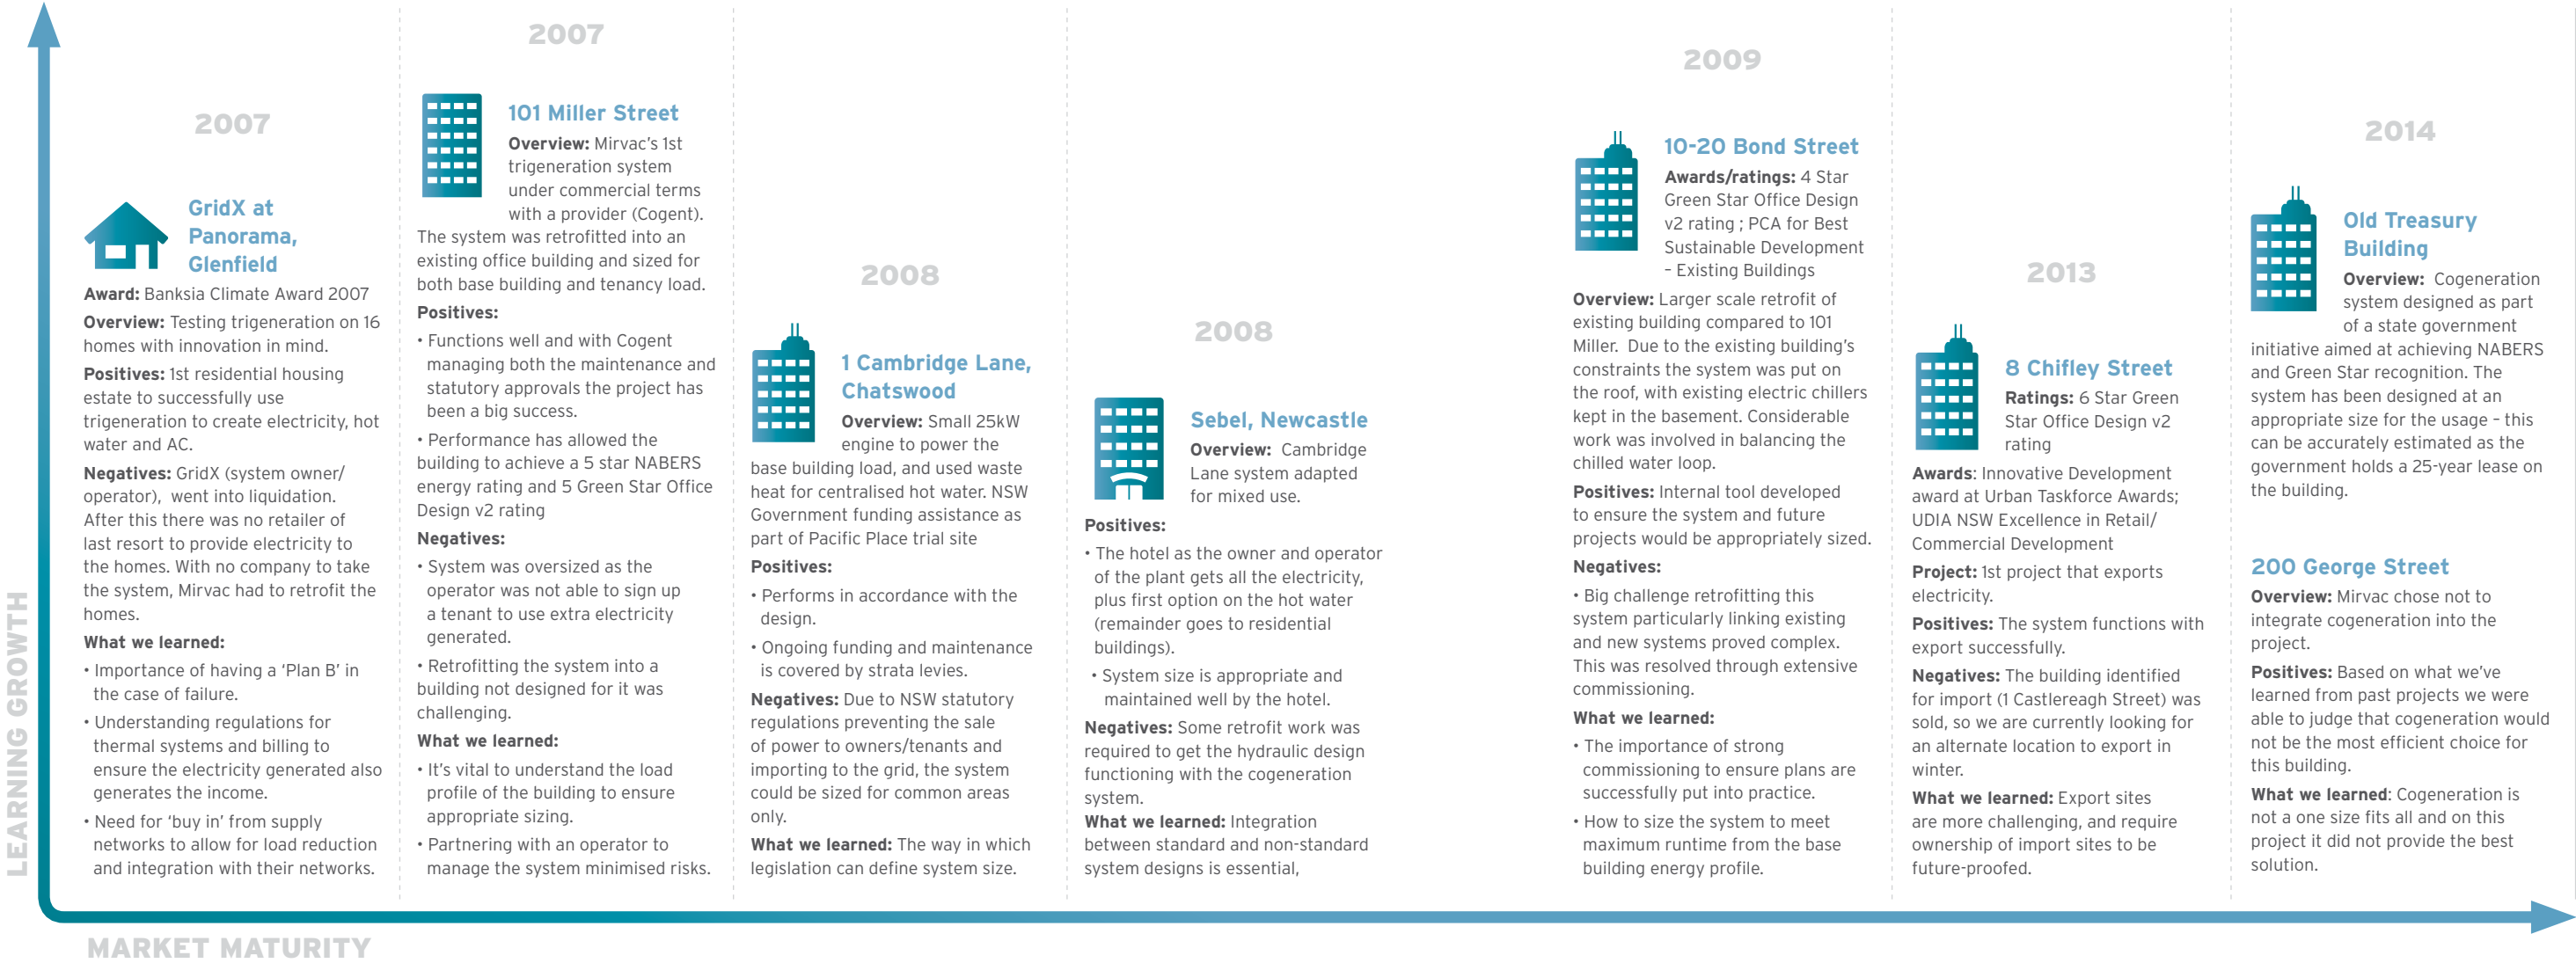 2007
GridX at
Panorama,
Glenfield
Award: Banksia Climate Award 2007
Overview: Testing trigeneration on 16
homes with innovation in mind.
Positives: 1st residential housing
estate to successfully use
trigeneration to create electricity, hot
water and AC.
Negatives: GridX (system owner/
operator), went into liquidation.
After this there was no retailer of
last resort to provide electricity to
the homes. With no company to take
the system, Mirvac had to retrofit the
homes.
What we learned:
• Importance of having a ‘Plan B’ in
the case of failure.
• Understanding regulations for
thermal systems and billing to
ensure the electricity generated also
generates the income.
• Need for ‘buy in’ from supply
networks to allow for load reduction
and integration with their networks.
2007
101 Miller Street
Overview: Mirvac’s 1st
trigeneration system
under commercial terms
with a provider (Cogent).
The system was retrofitted into an
existing office building and sized for
both base building and tenancy load.
Positives:
• Functions well and with Cogent
managing both the maintenance and
statutory approvals the project has
been a big success.
• Performance has allowed the
building to achieve a 5 star NABERS
energy rating and 5 Green Star Office
Design v2 rating
Negatives:
• System was oversized as the
operator was not able to sign up
a tenant to use extra electricity
generated.
• Retrofitting the system into a
building not designed for it was
challenging.
What we learned:
• It’s vital to understand the load
profile of the building to ensure
appropriate sizing.
• Partnering with an operator to
manage the system minimised risks.
2008
1 Cambridge Lane,
Chatswood
Overview: Small 25kW
engine to power the
base building load, and used waste
heat for centralised hot water. NSW
Government funding assistance as
part of Pacific Place trial site
Positives:
• Performs in accordance with the
design.
• Ongoing funding and maintenance
is covered by strata levies.
Negatives: Due to NSW statutory
regulations preventing the sale
of power to owners/tenants and
importing to the grid, the system
could be sized for common areas
only.
What we learned: The way in which
legislation can define system size.
2008
Sebel, Newcastle
Overview: Cambridge
Lane system adapted
for mixed use.
Positives:
• The hotel as the owner and operator
of the plant gets all the electricity,
plus first option on the hot water
(remainder goes to residential
buildings).
• System size is appropriate and
maintained well by the hotel.
Negatives: Some retrofit work was
required to get the hydraulic design
functioning with the cogeneration
system.
What we learned: Integration
between standard and non-standard
system designs is essential,
2009
10-20 Bond Street
Awards/ratings: 4 Star
Green Star Office Design
v2 rating ; PCA for Best
Sustainable Development
– Existing Buildings
Overview: Larger scale retrofit of
existing building compared to 101
Miller. Due to the existing building’s
constraints the system was put on
the roof, with existing electric chillers
kept in the basement. Considerable
work was involved in balancing the
chilled water loop.
Positives: Internal tool developed
to ensure the system and future
projects would be appropriately sized.
Negatives:
• Big challenge retrofitting this
system particularly linking existing
and new systems proved complex.
This was resolved through extensive
commissioning.
What we learned:
• The importance of strong
commissioning to ensure plans are
successfully put into practice.
• How to size the system to meet
maximum runtime from the base
building energy profile.
2013
8 Chifley Street
Ratings: 6 Star Green
Star Office Design v2
rating
Awards: Innovative Development
award at Urban Taskforce Awards;
UDIA NSW Excellence in Retail/
Commercial Development
Project: 1st project that exports
electricity.
Positives: The system functions with
export successfully.
Negatives: The building identified
for import (1 Castlereagh Street) was
sold, so we are currently looking for
an alternate location to export in
winter.
What we learned: Export sites
are more challenging, and require
ownership of import sites to be
future-proofed.
2014
Old Treasury
Building
Overview: Cogeneration
system designed as part
of a state government
initiative aimed at achieving NABERS
and Green Star recognition. The
system has been designed at an
appropriate size for the usage – this
can be accurately estimated as the
government holds a 25-year lease on
the building.
200 George Street
Overview: Mirvac chose not to
integrate cogeneration into the
project.
Positives: Based on what we’ve
learned from past projects we were
able to judge that cogeneration would
not be the most efficient choice for
this building.
What we learned: Cogeneration is
not a one size fits all and on this
project it did not provide the best
solution.
LEARNING GROWTH
MARKET MATURITY